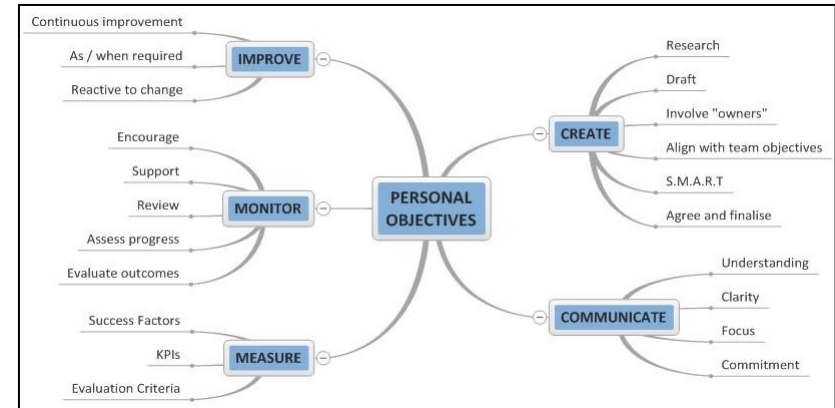 PERSONAL
OBJECTIVES
CREATE
Research
Draft
Involve "owners"
Align with team objectives
S.M.A.R.T
Agree and finalise
COMMUNICATE
Understanding
Clarity
Focus
Commitment
MEASURE
Success Factors
KPIs
Evaluation Criteria
MONITOR
Encourage
Support
Review
Assess progress
Evaluate outcomes
IMPROVE
Continuous improvement
As / when required
Reactive to change